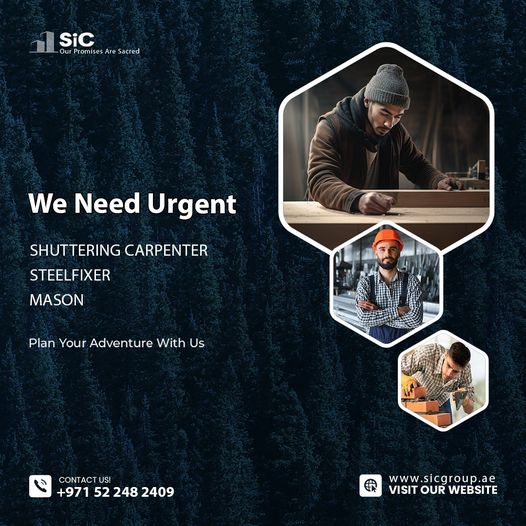 SiC
Our Promises Are Sacred
We Need Urgent
SHUTTERING CARPENTER
STEELFIXER
MASON
Plan Your Adventure With Us
CONTACT US!
+971 52 248 2409
www.sicgroup.ae
VISIT OUR WEBSITE